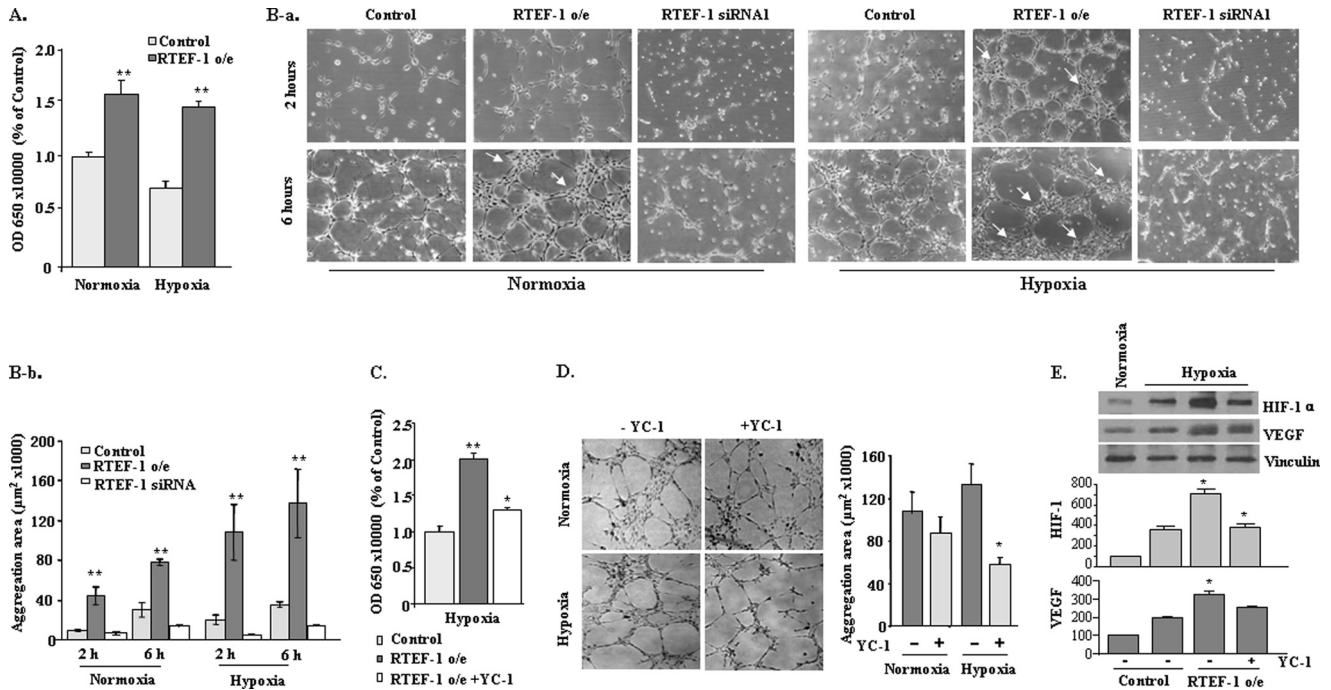 A.
OD 650 x10000 (% of Control)
2.0
1.5
1.0
0.5
0
Control
RTEF-1 o/e
**
**
Normoxia Hypoxia
B-a.
Control RTEF-1 o/e RTEF-1 siRNA1 Control RTEF-1 o/e RTEF-1 siRNA1
2 hours
6 hours
Normoxia Hypoxia
B-b.
Aggregation area (µm² x1000)
200
160
120
80
40
0
Control
RTEF-1 o/e
RTEF-1 siRNA
**
**
**
**
2 h 6 h 2 h 6 h
Normoxia Hypoxia
C.
OD 650 x10000 (% of Control)
2.5
2.0
1.5
1.0
0.5
0.0
**
*
Hypoxia
Control
RTEF-1 o/e
RTEF-1 o/e +YC-1
D.
- YC-1 +YC-1
Normoxia
Hypoxia
Aggregation area (µm² x1000)
160
120
80
40
0
*
YC-1 – + – +
Normoxia Hypoxia
E.
Normoxia
Hypoxia
HIF-1 α
VEGF
Vinculin
HIF-1
800
600
400
200
0
*
*
VEGF
400
300
200
100
0
*
- - - + YC-1
Control RTEF-1 o/e